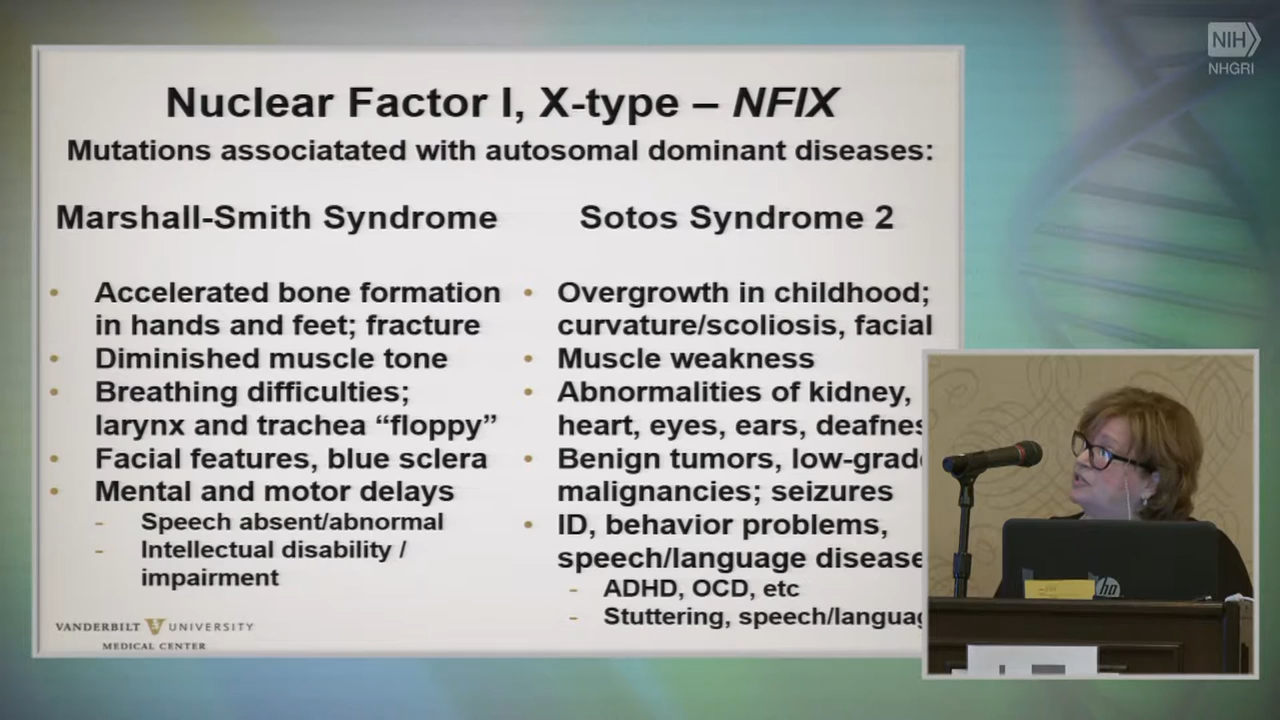 NIH
NHGRI
Nuclear Factor I, X-type – NFIX
Mutations associatated with autosomal dominant diseases:
Marshall-Smith Syndrome
• Accelerated bone formation
in hands and feet; fracture
• Diminished muscle tone
• Breathing difficulties;
larynx and trachea “floppy”
• Facial features, blue sclera
• Mental and motor delays
- Speech absent/abnormal
- Intellectual disability /
impairment
Sotos Syndrome 2
• Overgrowth in childhood;
curvature/scoliosis, facial
• Muscle weakness
• Abnormalities of kidney,
heart, eyes, ears, deafnes
• Benign tumors, low-grade
malignancies; seizures
• ID, behavior problems,
speech/language disease
- ADHD, OCD, etc
- Stuttering, speech/languag
VANDERBILT V UNIVERSITY
MEDICAL CENTER
hp